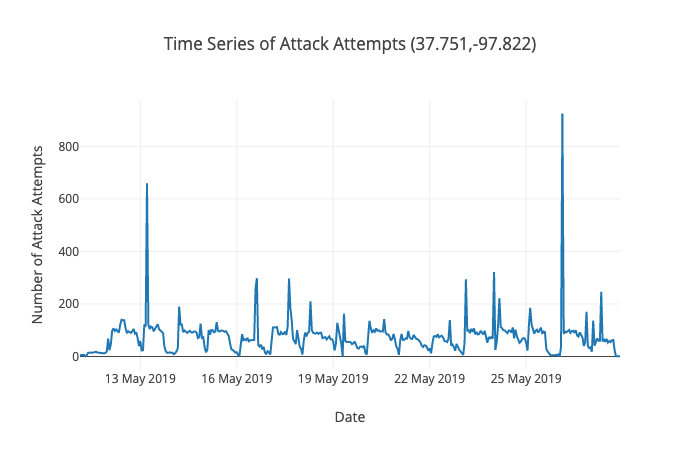 Time Series of Attack Attempts (37.751,-97.822)
Number of Attack Attempts
800
600
400
200
0
13 May 2019
16 May 2019
19 May 2019
22 May 2019
25 May 2019
Date